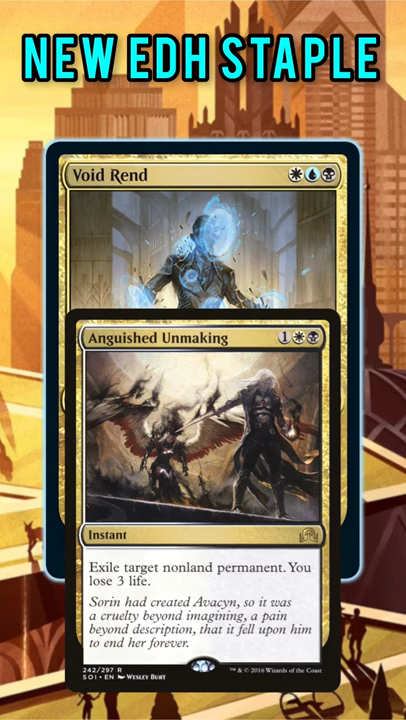 NEW EDH STAPLE
Void Rend
Anguished Unmaking 1
Instant
Exile target nonland permanent. You
lose 3 life.
Sorin had created Avacyn, so it was
a cruelty beyond imagining, a pain
beyond description, that it fell upon him
to end her forever.
242/297 R
SOI • EN Wesley Burt
™ & © 2016 Wizards of the Coast